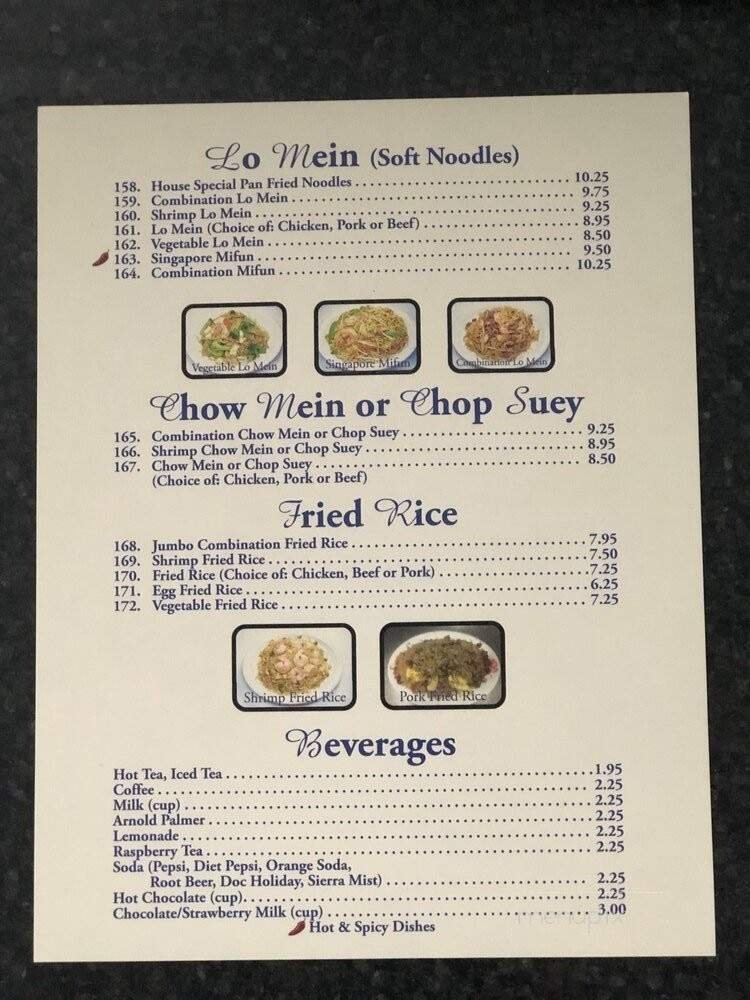 Lo Mein (Soft Noodles)
158. House Special Pan Fried Noodles 10.25
159. Combination Lo Mein 9.75
160. Shrimp Lo Mein 9.25
161. Lo Mein (Choice of: Chicken, Pork or Beef) 8.95
162. Vegetable Lo Mein 8.50
163. Singapore Mifun 9.50
164. Combination Mifun 10.25
Vegetable Lo Mein
Singapore Mifun
Combination Lo Mein
Chow Mein or Chop Suey
165. Combination Chow Mein or Chop Suey 9.25
166. Shrimp Chow Mein or Chop Suey 8.95
167. Chow Mein or Chop Suey 8.50
(Choice of: Chicken, Pork or Beef)
Fried Rice
168. Jumbo Combination Fried Rice 7.95
169. Shrimp Fried Rice 7.50
170. Fried Rice (Choice of: Chicken, Beef or Pork) 7.25
171. Egg Fried Rice 6.25
172. Vegetable Fried Rice 7.25
Shrimp Fried Rice
Pork Fried Rice
Beverages
Hot Tea, Iced Tea 1.95
Coffee 2.25
Milk (cup) 2.25
Arnold Palmer 2.25
Lemonade 2.25
Raspberry Tea 2.25
Soda (Pepsi, Diet Pepsi, Orange Soda,
Root Beer, Doc Holiday, Sierra Mist) 2.25
Hot Chocolate (cup) 2.25
Chocolate/Strawberry Milk (cup) 3.00
Hot & Spicy Dishes